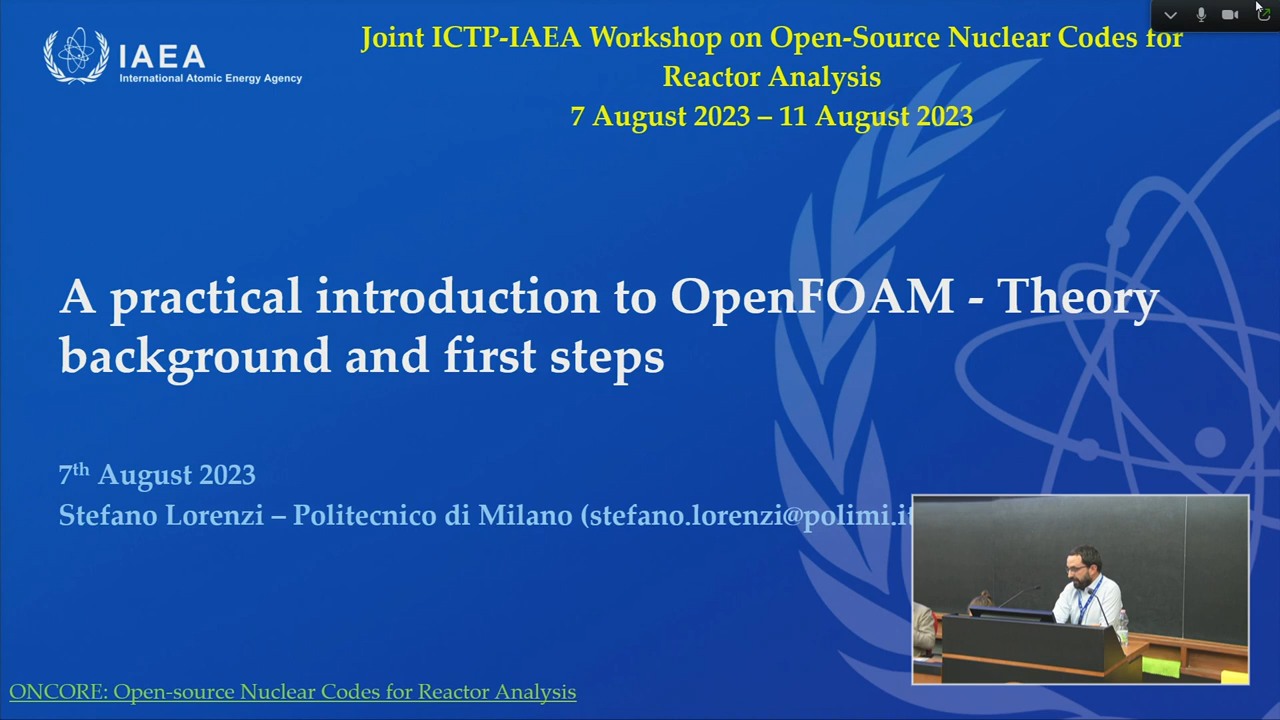 IAEA
International Atomic Energy Agency
Joint ICTP-IAEA Workshop on Open-Source Nuclear Codes for
Reactor Analysis
7 August 2023 – 11 August 2023
A practical introduction to OpenFOAM - Theory
background and first steps
7th August 2023
Stefano Lorenzi – Politecnico di Milano (stefano.lorenzi@polimi.it
ONCORE: Open-source Nuclear Codes for Reactor Analysis